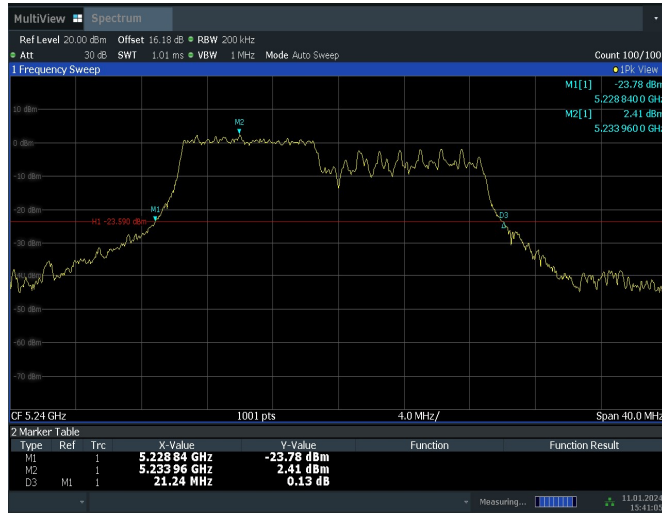 MultiView Spectrum
Ref Level 20.00 dBm Offset 16.18 dB RBW 200 kHz
Att 30 dB SWT 1.01 ms VBW 1 MHz Mode Auto Sweep Count 100/100
1 Frequency Sweep 1Pk View
M1[1] -23.78 dBm
5.228 840 0 GHz
M2[1] 2.41 dBm
5.233 960 0 GHz
10 dBm
M2
0 dBm
-10 dBm
-20 dBm
M1
H1 -23.590 dBm
D3
-30 dBm
-40 dBm
-50 dBm
-60 dBm
-70 dBm
CF 5.24 GHz 1001 pts 4.0 MHz/ Span 40.0 MHz
2 Marker Table
Type Ref Trc X-Value Y-Value Function Function Result
M1 1 5.228 84 GHz -23.78 dBm
M2 1 5.233 96 GHz 2.41 dBm
D3 M1 1 21.24 MHz 0.13 dB
Measuring... 11.01.2024
15:41:05